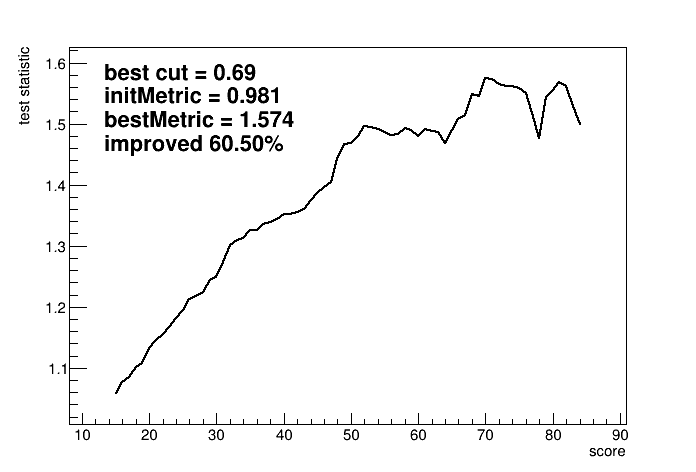 best cut = 0.69
initMetric = 0.981
bestMetric = 1.574
improved 60.50%
test statistic
1.6
1.5
1.4
1.3
1.2
1.1
10 20 30 40 50 60 70 80 90
score